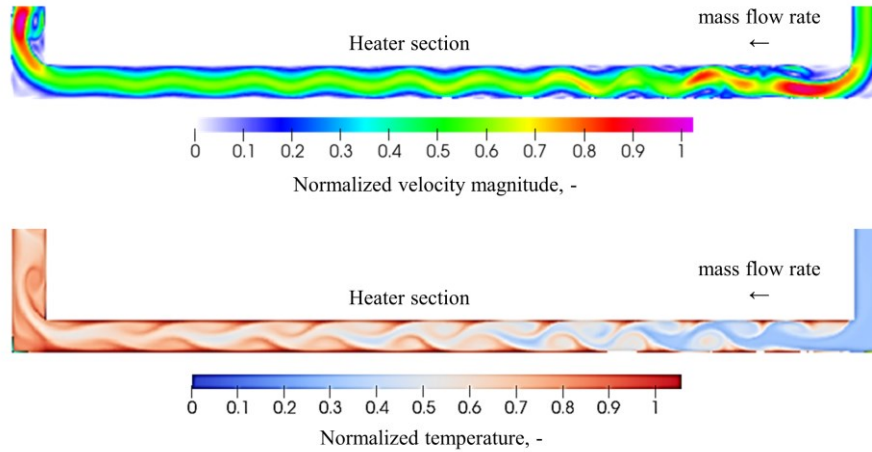 mass flow rate
Heater section
←
0 0.1 0.2 0.3 0.4 0.5 0.6 0.7 0.8 0.9 1
Normalized velocity magnitude, -
mass flow rate
Heater section
←
0 0.1 0.2 0.3 0.4 0.5 0.6 0.7 0.8 0.9 1
Normalized temperature, -